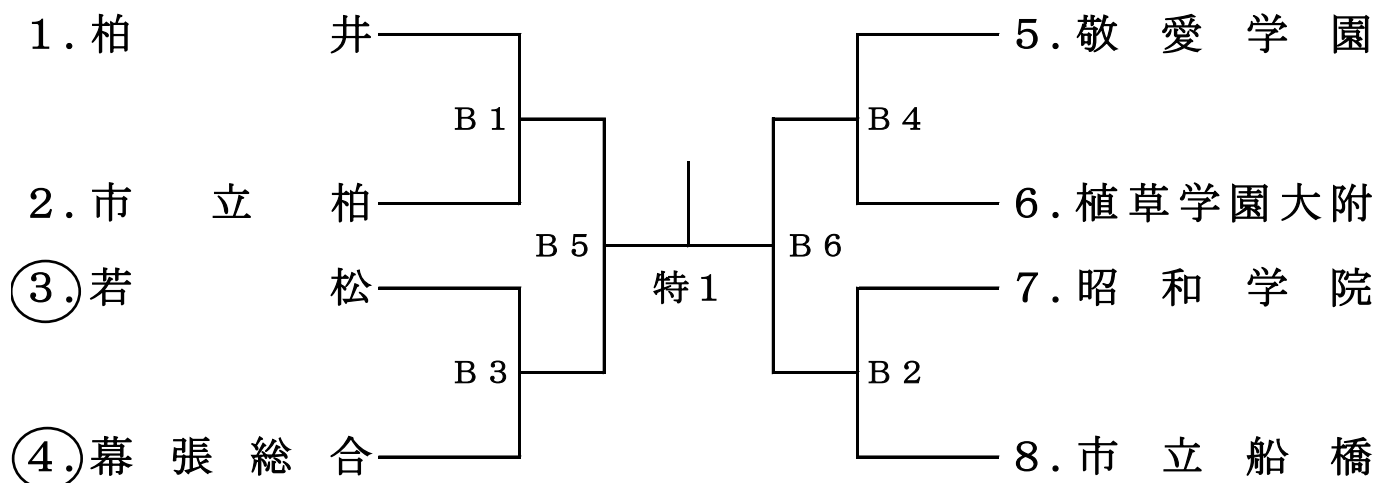 1.柏井
5.敬愛学園
B1
B4
2.市立柏
6.植草学園大附
B5
B6
③.若松
特1
7.昭和学院
B3
B2
④.幕張総合
8.市立船橋